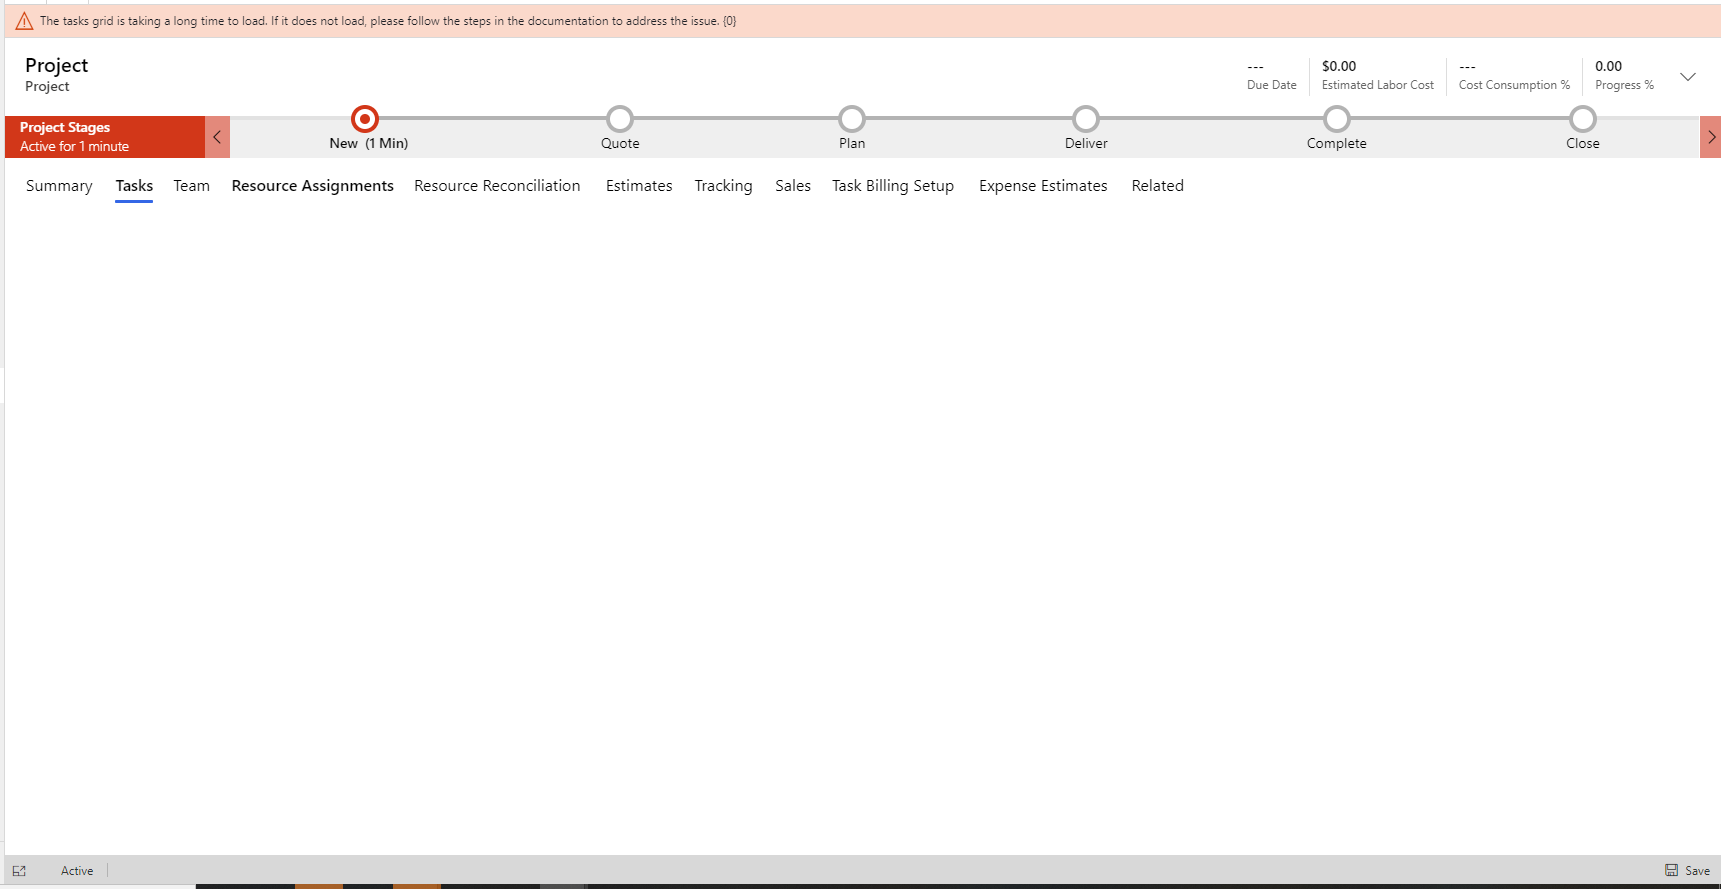 The tasks grid is taking a long time to load. If it does not load, please follow the steps in the documentation to address the issue. {0}
Project
Project
--- $0.00 --- 0.00
Due Date Estimated Labor Cost Cost Consumption % Progress %
Project Stages
Active for 1 minute
New (1 Min) Quote Plan Deliver Complete Close
Summary Tasks Team Resource Assignments Resource Reconciliation Estimates Tracking Sales Task Billing Setup Expense Estimates Related
Active Save